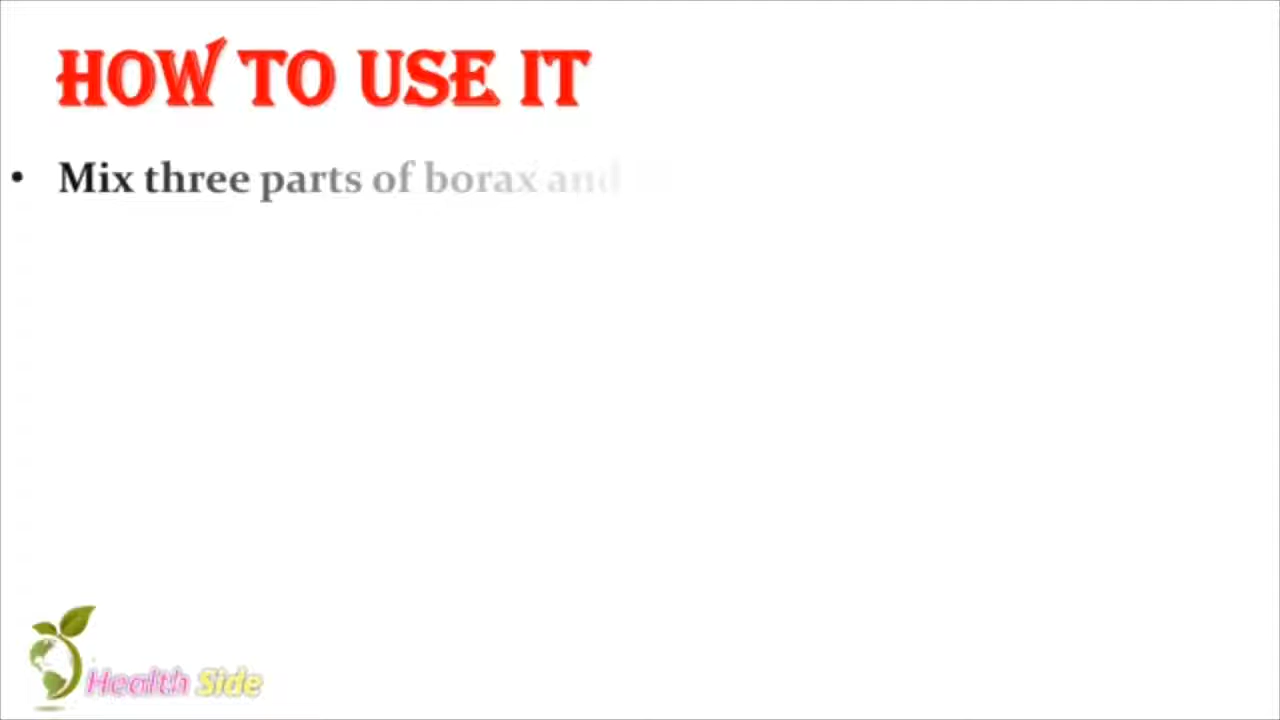 HOW TO USE IT
• Mix three parts of borax and
Health Side